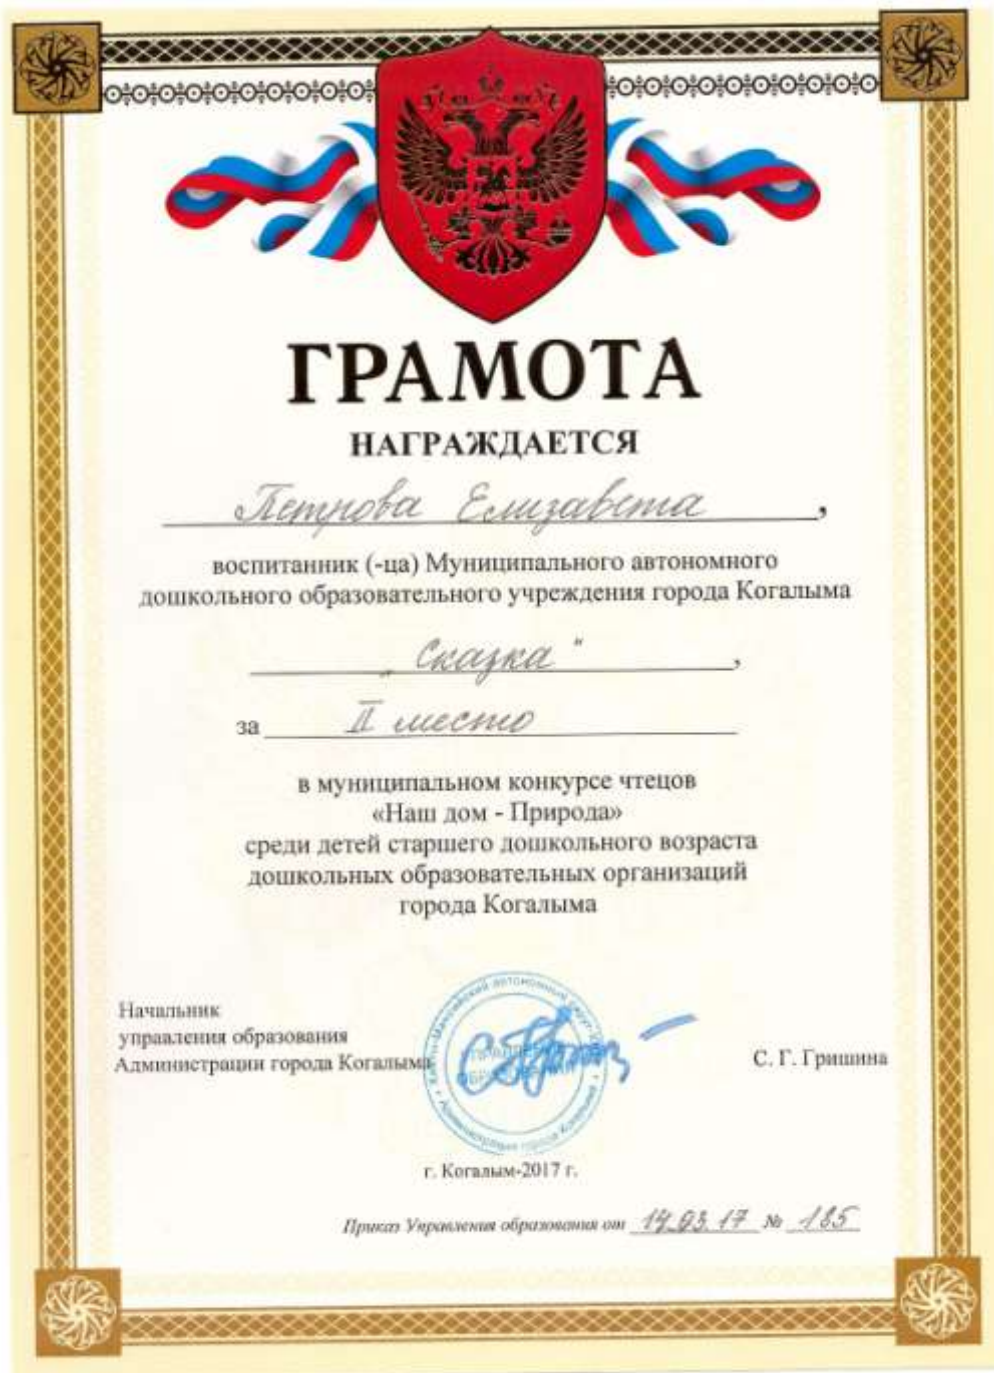 ГРАМОТА
НАГРАЖДАЕТСЯ
Петрова Елизавета,
воспитанник (-ца) Муниципального автономного
дошкольного образовательного учреждения города Когалыма
„Сказка",
за II место
в муниципальном конкурсе чтецов
«Наш дом - Природа»
среди детей старшего дошкольного возраста
дошкольных образовательных организаций
города Когалыма
Начальник
управления образования
Администрации города Когалыма
С. Г. Гришина
г. Когалым-2017 г.
Приказ Управления образования от 14.03.17 № 185